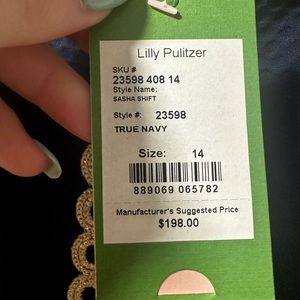 Lilly Pulitzer
SKU #
23598 408 14
Style Name:
SASHA SHIFT
Style #: 23598
TRUE NAVY
Size: 14
889069 065782
Manufacturer's Suggested Price
$198.00